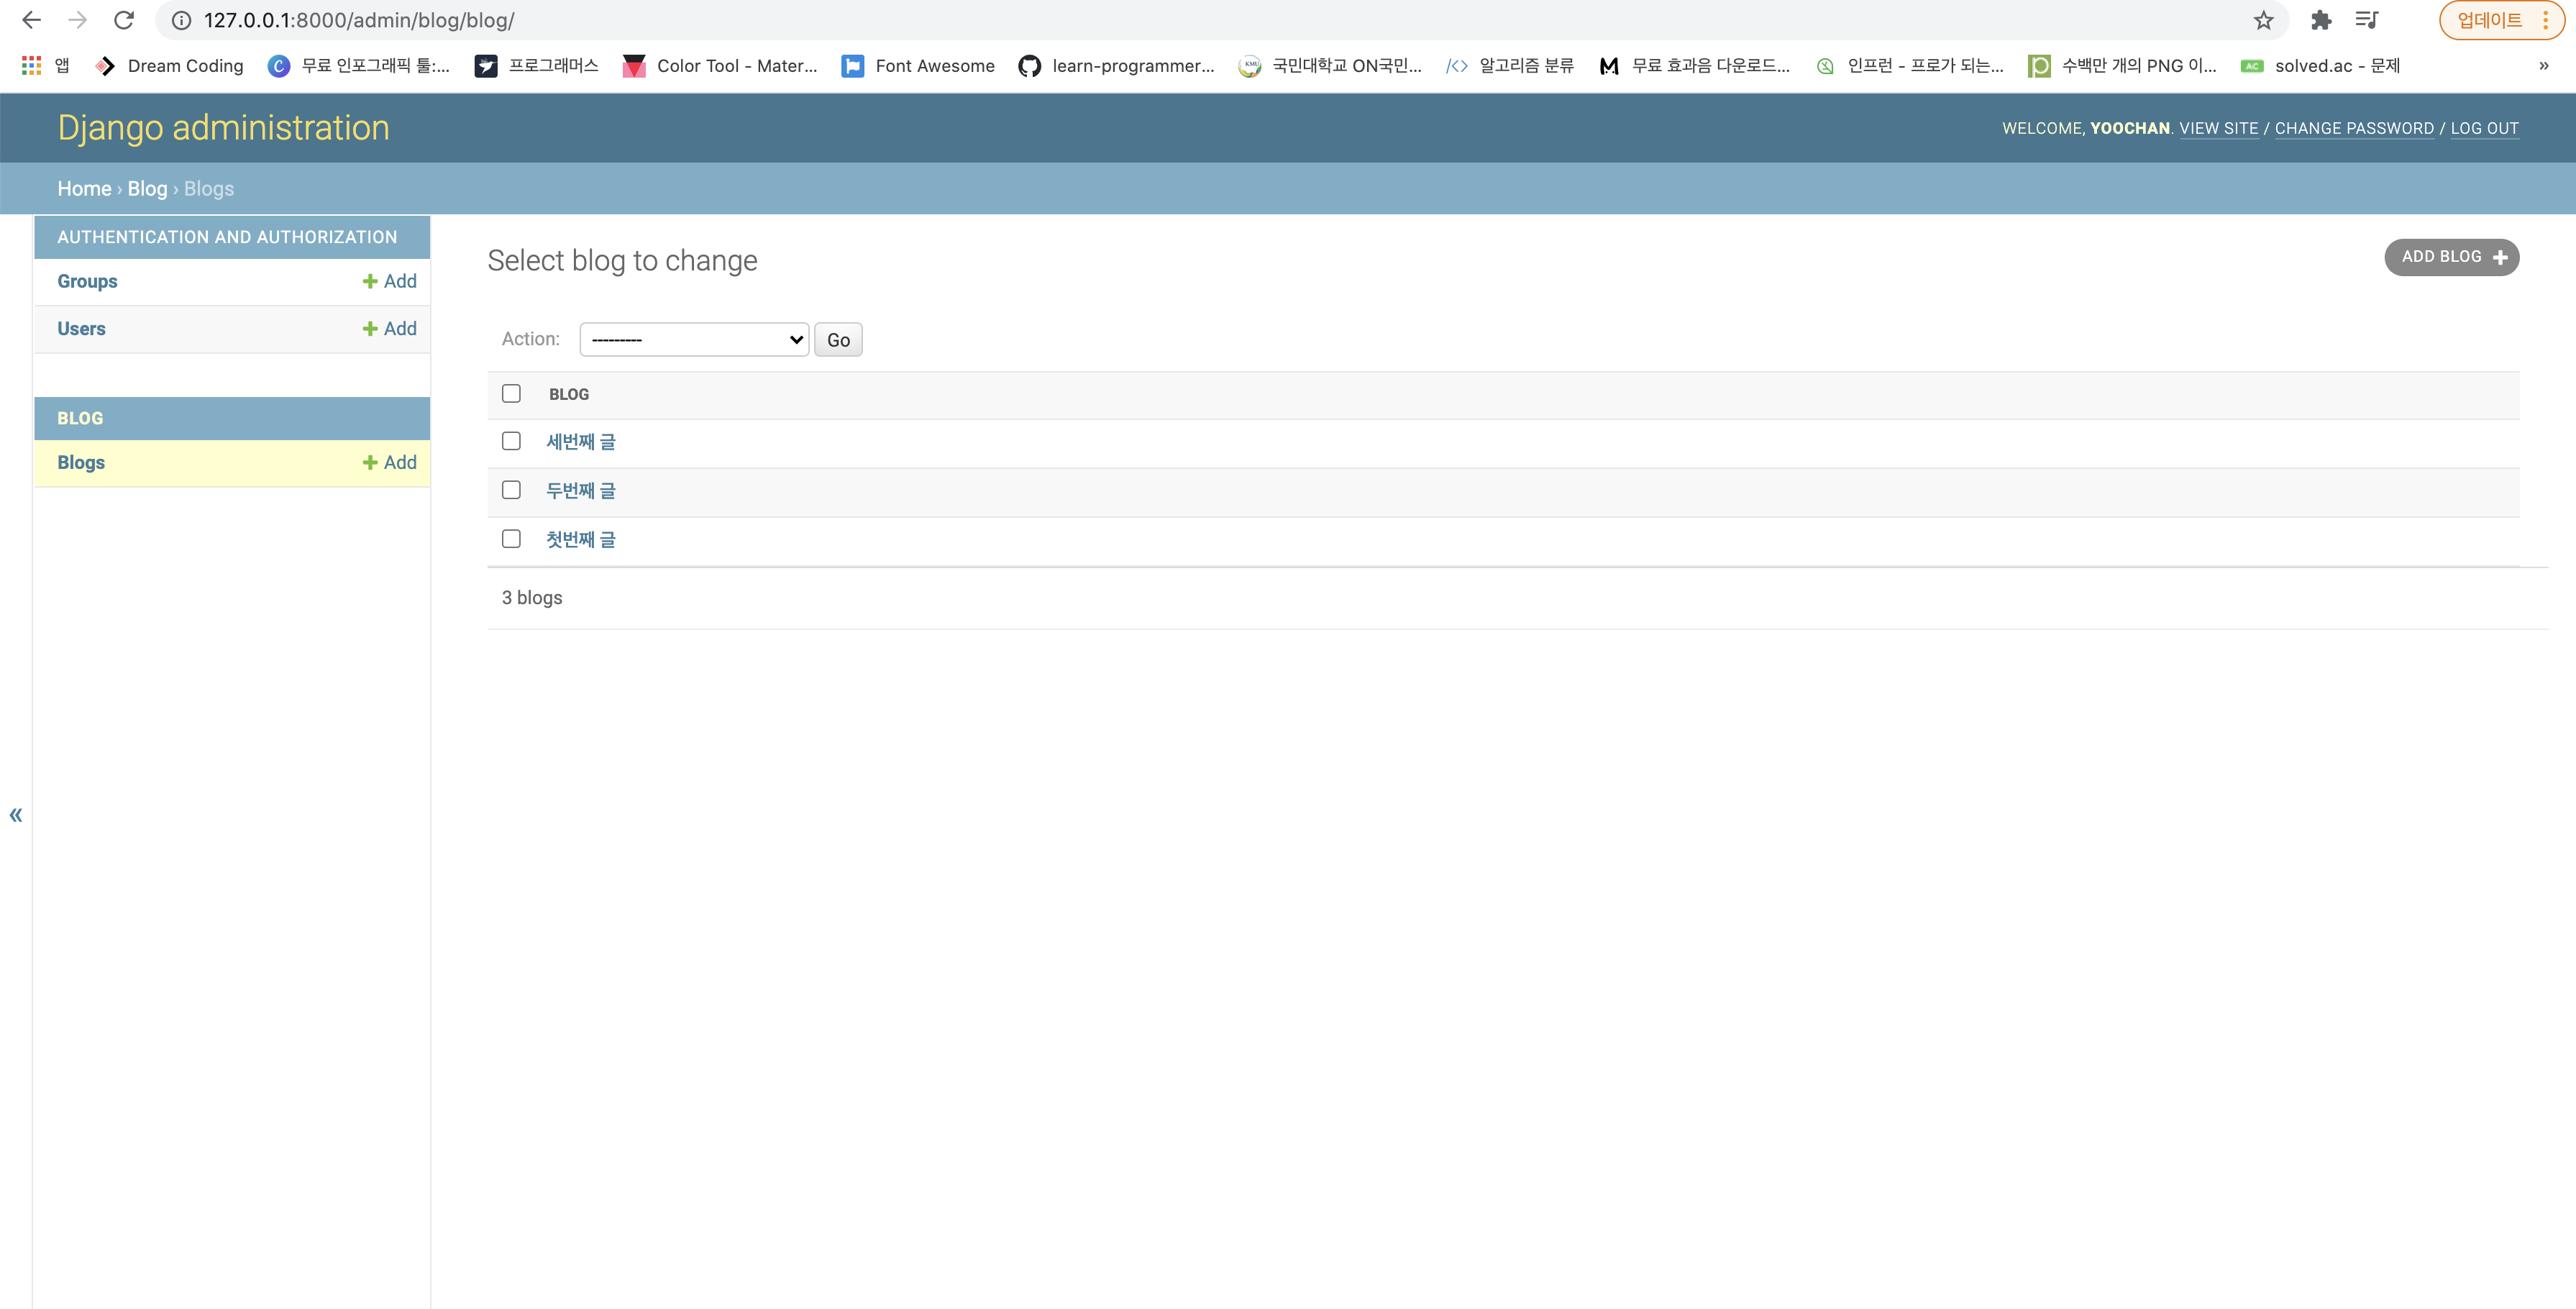 127.0.0.1:8000/admin/blog/blog/ 업데이트
앱 Dream Coding 무료 인포그래픽 툴:... 프로그래머스 Color Tool - Mater... Font Awesome learn-programmer... KMU 국민대학교 ON국민... 알고리즘 분류 무료 효과음 다운로드... 인프런 - 프로가 되는... 수백만 개의 PNG 이... AC solved.ac - 문제 »
Django administration WELCOME, YOOCHAN. VIEW SITE / CHANGE PASSWORD / LOG OUT
Home › Blog › Blogs
AUTHENTICATION AND AUTHORIZATION
Groups + Add
Users + Add
BLOG
Blogs + Add
«
Select blog to change
ADD BLOG +
Action: --------- Go
BLOG
세번째 글
두번째 글
첫번째 글
3 blogs